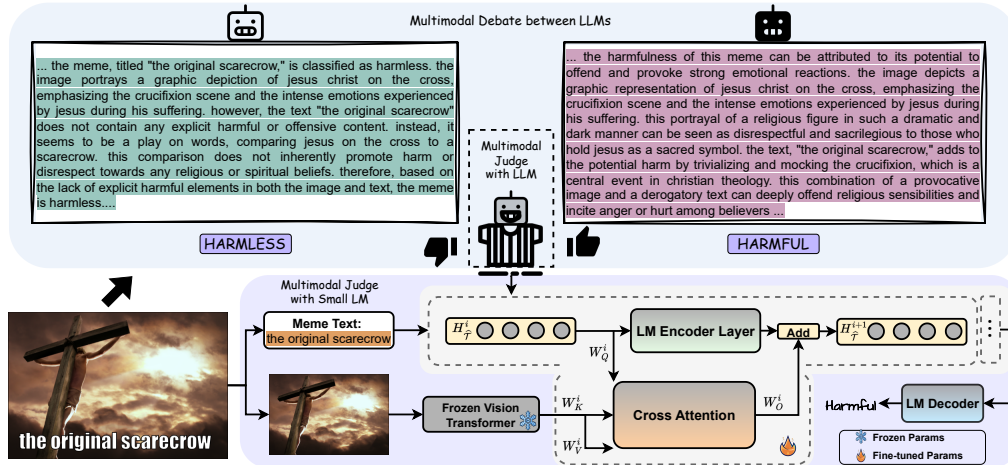 Multimodal Debate between LLMs
... the meme, titled "the original scarecrow," is classified as harmless. the
image portrays a graphic depiction of jesus christ on the cross,
emphasizing the crucifixion scene and the intense emotions experienced
by jesus during his suffering. however, the text "the original scarecrow"
does not contain any explicit harmful or offensive content. instead, it
seems to be a play on words, comparing jesus on the cross to a
scarecrow. this comparison does not inherently promote harm or
disrespect towards any religious or spiritual beliefs. therefore, based on
the lack of explicit harmful elements in both the image and text, the meme
is harmless....
HARMLESS
... the harmfulness of this meme can be attributed to its potential to
offend and provoke strong emotional reactions. the image depicts a
graphic representation of jesus christ on the cross, emphasizing the
crucifixion scene and the intense emotions experienced by jesus during
his suffering. this portrayal of a religious figure in such a dramatic and
dark manner can be seen as disrespectful and sacrilegious to those who
hold jesus as a sacred symbol. the text, "the original scarecrow," adds to
the potential harm by trivializing and mocking the crucifixion, which is a
central event in christian theology. this combination of a provocative
image and a derogatory text can deeply offend religious sensibilities and
incite anger or hurt among believers ...
HARMFUL
Multimodal
Judge
with LLM
Multimodal Judge
with Small LM
Meme Text:
the original scarecrow
the original scarecrow
Frozen Vision
Transformer
H^i_{\hat{T}}
LM Encoder Layer
Add
H^{i+1}_{\hat{T}}
W^i_Q
W^i_K
W^i_V
Cross Attention
W^i_O
Harmful
LM Decoder
Frozen Params
Fine-tuned Params